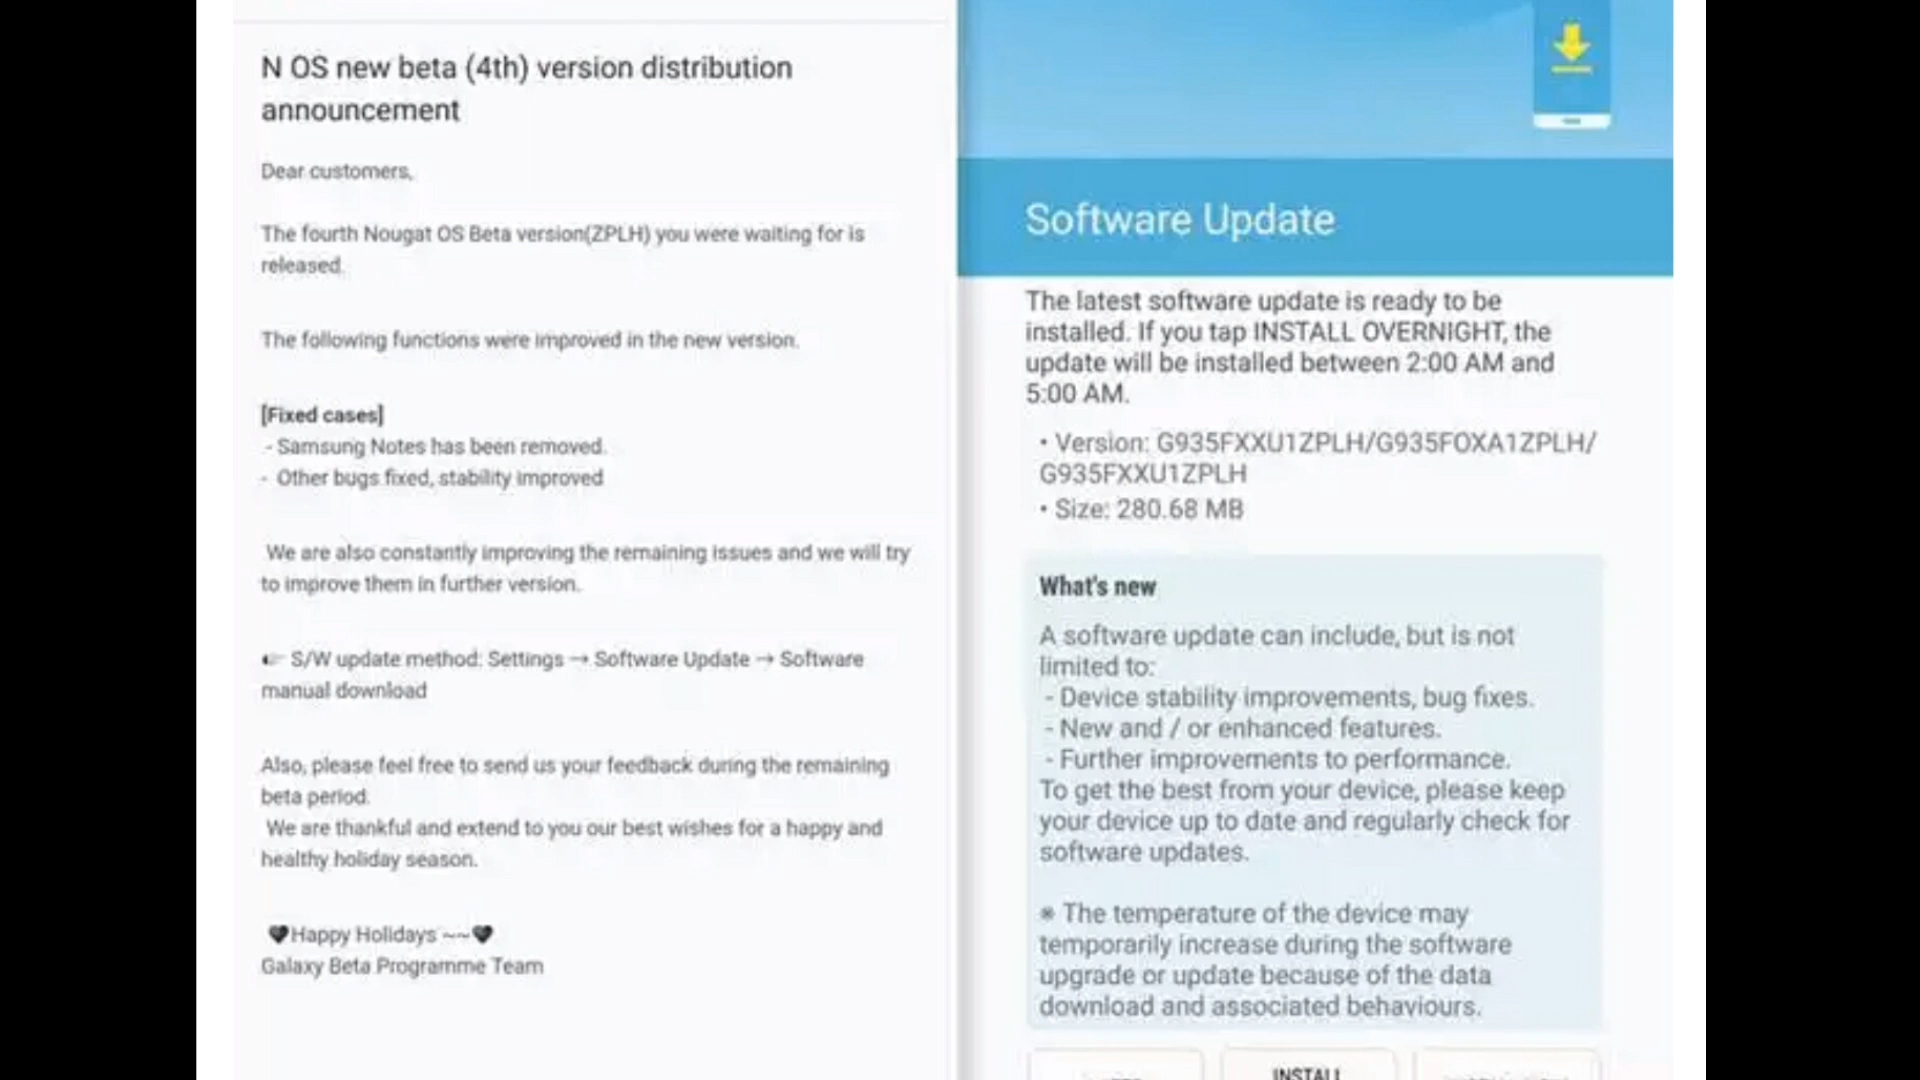 N OS new beta (4th) version distribution
announcement
Dear customers,
The fourth Nougat OS Beta version(ZPLH) you were waiting for is
released.
The following functions were improved in the new version.
[Fixed cases]
- Samsung Notes has been removed.
- Other bugs fixed, stability improved
We are also constantly improving the remaining issues and we will try
to improve them in further version.
☞ S/W update method: Settings → Software Update → Software
manual download
Also, please feel free to send us your feedback during the remaining
beta period.
We are thankful and extend to you our best wishes for a happy and
healthy holiday season.
♥Happy Holidays ~~♥
Galaxy Beta Programme Team
Software Update
The latest software update is ready to be
installed. If you tap INSTALL OVERNIGHT, the
update will be installed between 2:00 AM and
5:00 AM.
• Version: G935FXXU1ZPLH/G935FOXA1ZPLH/
G935FXXU1ZPLH
• Size: 280.68 MB
What's new
A software update can include, but is not
limited to:
- Device stability improvements, bug fixes.
- New and / or enhanced features.
- Further improvements to performance.
To get the best from your device, please keep
your device up to date and regularly check for
software updates.
※ The temperature of the device may
temporarily increase during the software
upgrade or update because of the data
download and associated behaviours.
INSTALL